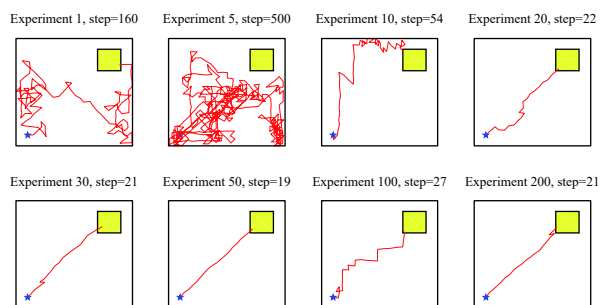 Experiment 1, step=160
Experiment 5, step=500
Experiment 10, step=54
Experiment 20, step=22
Experiment 30, step=21
Experiment 50, step=19
Experiment 100, step=27
Experiment 200, step=21